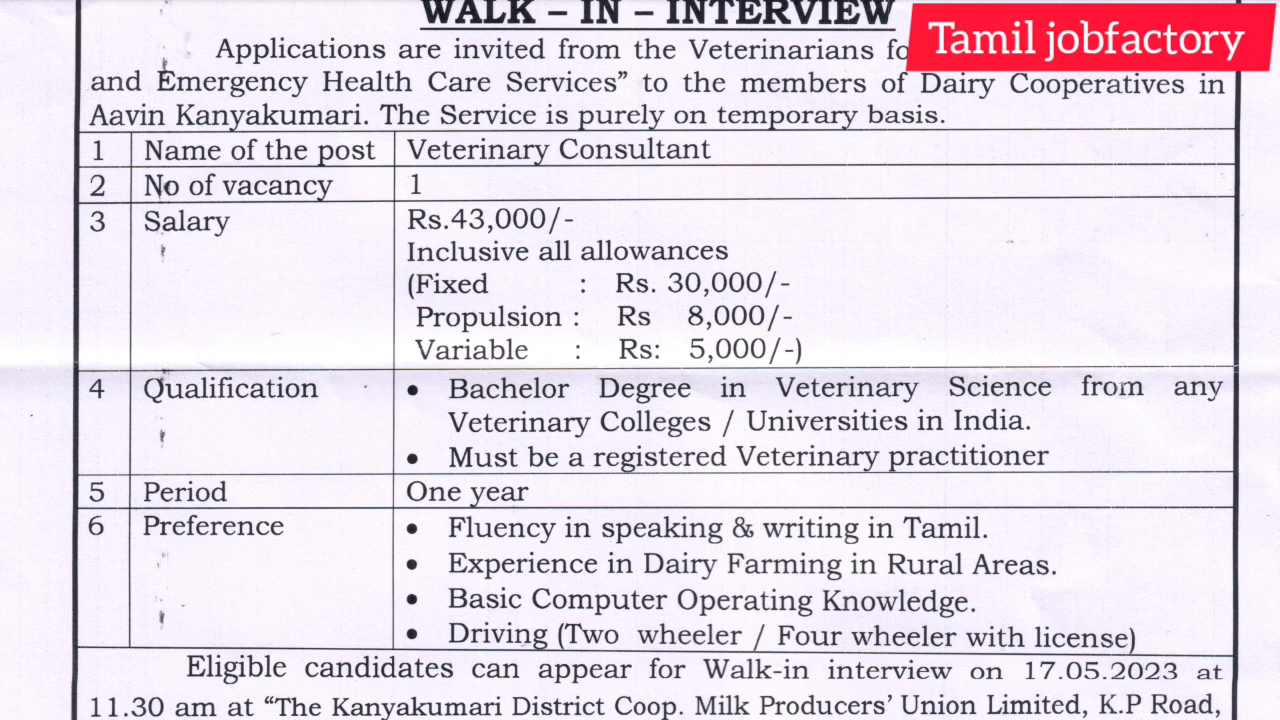 WALK – IN – INTERVIEW
Tamil jobfactory
Applications are invited from the Veterinarians
and Emergency Health Care Services” to the members of Dairy Cooperatives in
Aavin Kanyakumari. The Service is purely on temporary basis.
1 Name of the post Veterinary Consultant
2 No of vacancy 1
3 Salary Rs.43,000/-
Inclusive all allowances
(Fixed : Rs. 30,000/-
Propulsion : Rs 8,000/-
Variable : Rs: 5,000/-)
4 Qualification • Bachelor Degree in Veterinary Science from any
Veterinary Colleges / Universities in India.
• Must be a registered Veterinary practitioner
5 Period One year
6 Preference • Fluency in speaking & writing in Tamil.
• Experience in Dairy Farming in Rural Areas.
• Basic Computer Operating Knowledge.
• Driving (Two wheeler / Four wheeler with license)
Eligible candidates can appear for Walk-in interview on 17.05.2023 at
11.30 am at “The Kanyakumari District Coop. Milk Producers’ Union Limited, K.P Road,